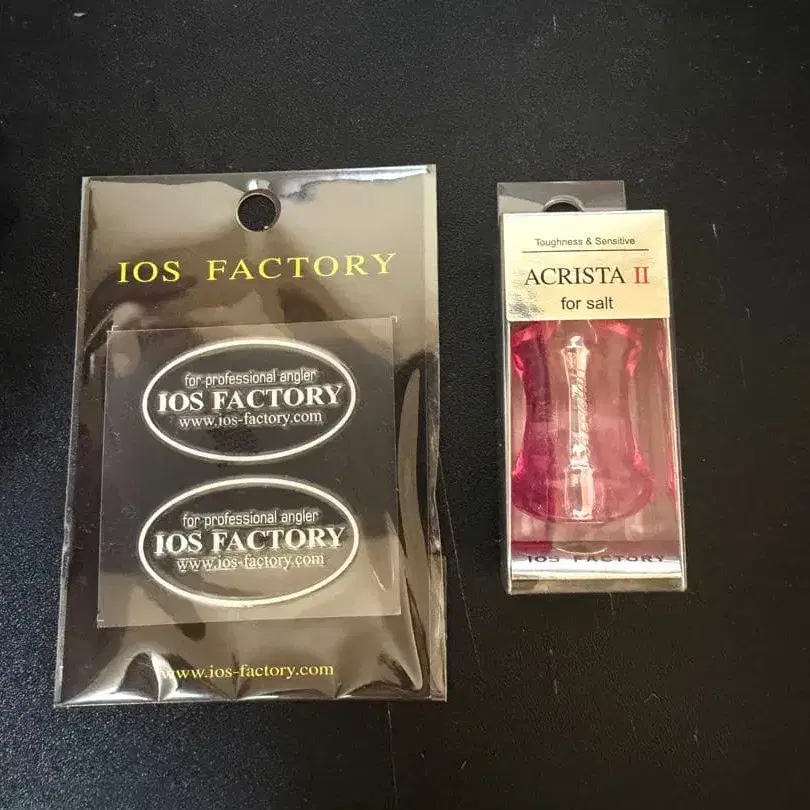 IOS FACTORY
for professional angler
IOS FACTORY
www.ios-factory.com
for professional angler
IOS FACTORY
www.ios-factory.com
www.ios-factory.com
Toughness & Sensitive
ACRISTA II
for salt
IOS FACTORY